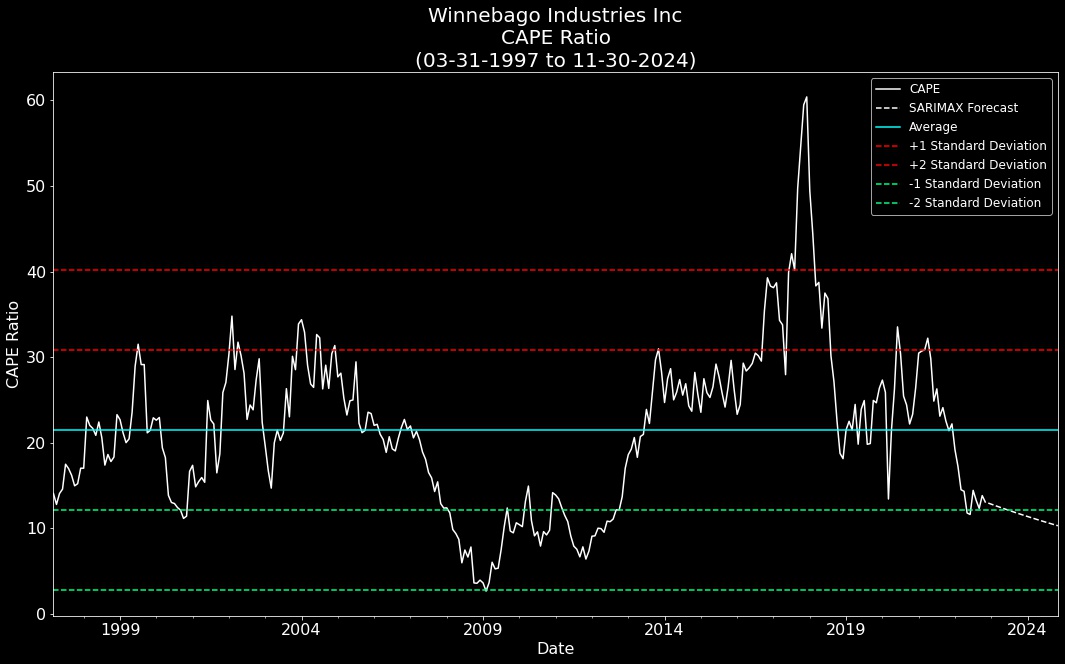 Winnebago Industries Inc
CAPE Ratio
(03-31-1997 to 11-30-2024)
CAPE
SARIMAX Forecast
Average
+1 Standard Deviation
+2 Standard Deviation
-1 Standard Deviation
-2 Standard Deviation
CAPE Ratio
60
50
40
30
20
10
0
1999 2004 2009 2014 2019 2024
Date